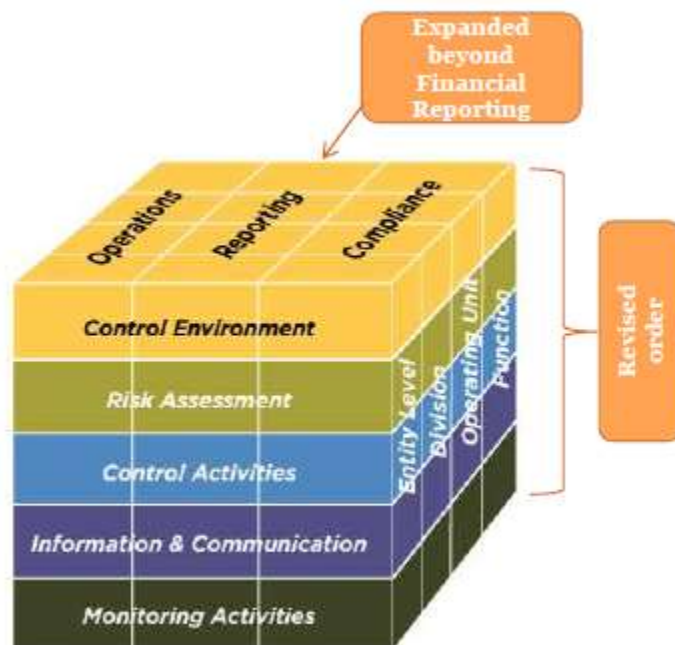 Expanded
beyond
Financial
Reporting
Operations
Reporting
Compliance
Control Environment
Risk Assessment
Control Activities
Information & Communication
Monitoring Activities
Entity Level
Division
Operating Unit
Function
Revised
order